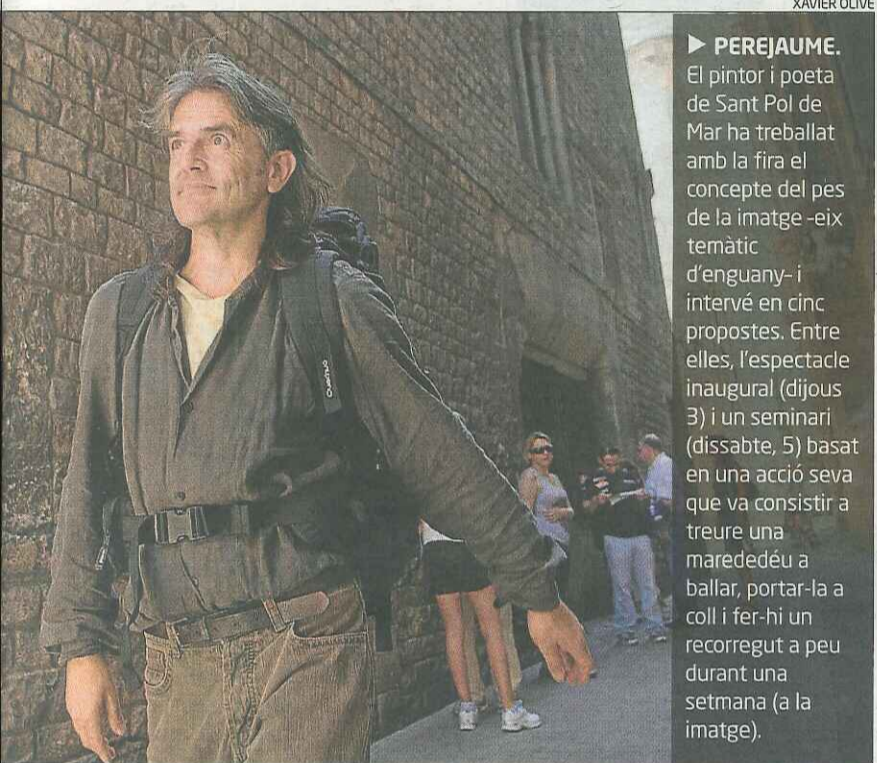 XAVIER OLIVÉ
▶ PEREJAUME.
El pintor i poeta
de Sant Pol de
Mar ha treballat
amb la fira el
concepte del pes
de la imatge –eix
temàtic
d'enguany– i
intervé en cinc
propostes. Entre
elles, l'espectacle
inaugural (dijous
3) i un seminari
(dissabte, 5) basat
en una acció seva
que va consistir a
treure una
marededéu a
ballar, portar-la a
coll i fer-hi un
recorregut a peu
durant una
setmana (a la
imatge).
Quechua